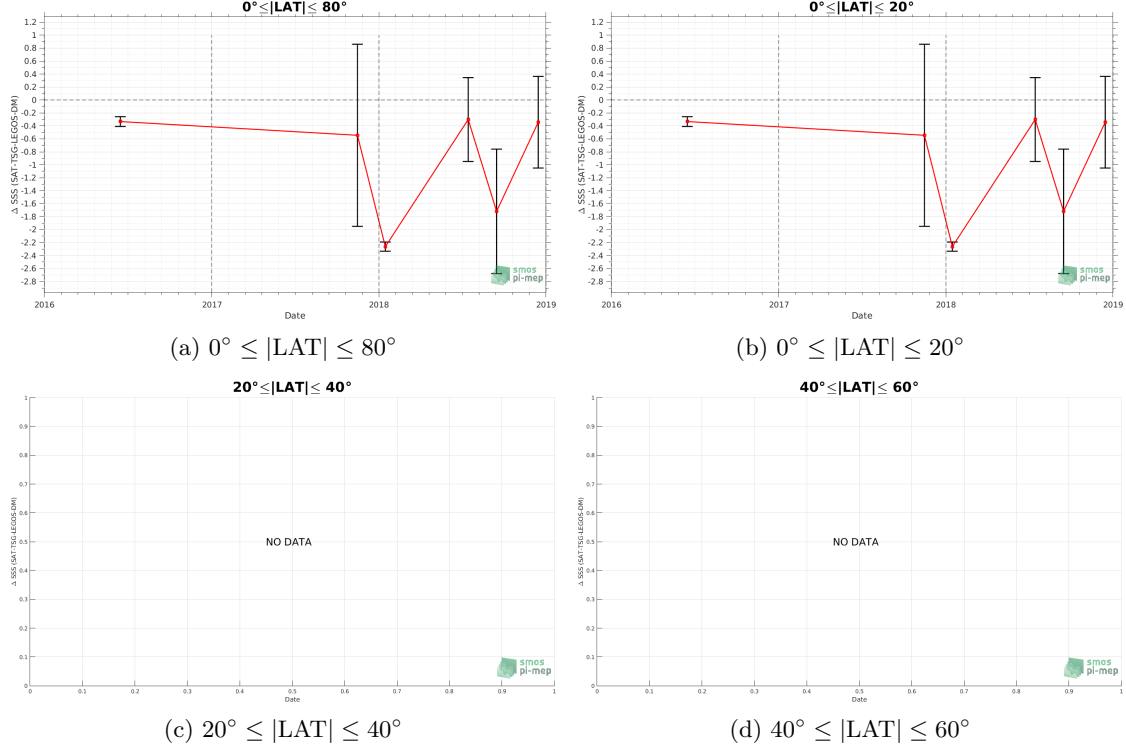 0°≤|LAT|≤ 80°
1.2
1
0.8
0.6
0.4
0.2
0
-0.2
-0.4
-0.6
-0.8
-1
-1.2
-1.4
-1.6
-1.8
-2
-2.2
-2.4
-2.6
-2.8
Δ SSS (SAT-TSG-LEGOS-DM)
smos
pi-mep
2016 2017 2018 2019
Date
(a) 0° ≤ |LAT| ≤ 80°
0°≤|LAT|≤ 20°
1.2
1
0.8
0.6
0.4
0.2
0
-0.2
-0.4
-0.6
-0.8
-1
-1.2
-1.4
-1.6
-1.8
-2
-2.2
-2.4
-2.6
-2.8
Δ SSS (SAT-TSG-LEGOS-DM)
smos
pi-mep
2016 2017 2018 2019
Date
(b) 0° ≤ |LAT| ≤ 20°
20°≤|LAT|≤ 40°
1
0.9
0.8
0.7
0.6
0.5
0.4
0.3
0.2
0.1
0
Δ SSS (SAT-TSG-LEGOS-DM)
NO DATA
smos
pi-mep
0 0.1 0.2 0.3 0.4 0.5 0.6 0.7 0.8 0.9 1
Date
(c) 20° ≤ |LAT| ≤ 40°
40°≤|LAT|≤ 60°
1
0.9
0.8
0.7
0.6
0.5
0.4
0.3
0.2
0.1
0
Δ SSS (SAT-TSG-LEGOS-DM)
NO DATA
smos
pi-mep
0 0.1 0.2 0.3 0.4 0.5 0.6 0.7 0.8 0.9 1
Date
(d) 40° ≤ |LAT| ≤ 60°